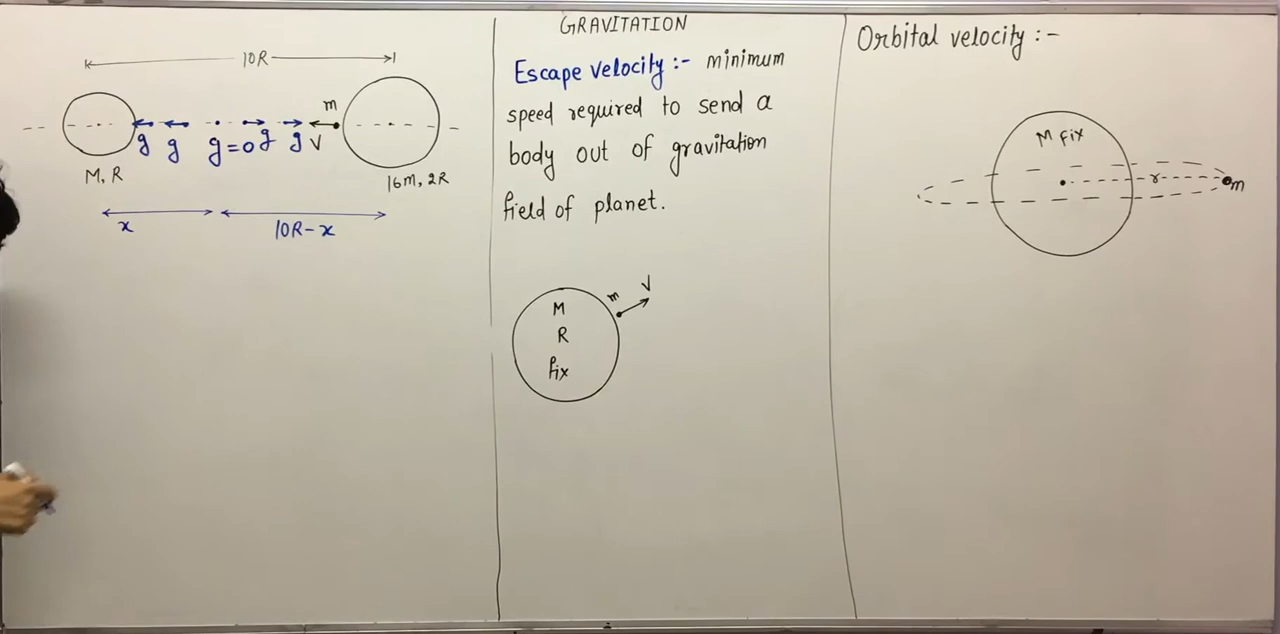 10R
m
g g g=0 g g V
M, R
16m, 2R
x
10R-x
GRAVITATION
Escape velocity :- minimum
speed required to send a
body out of gravitation
field of planet.
m
V
M
R
fix
Orbital velocity :-
M fix
r
m